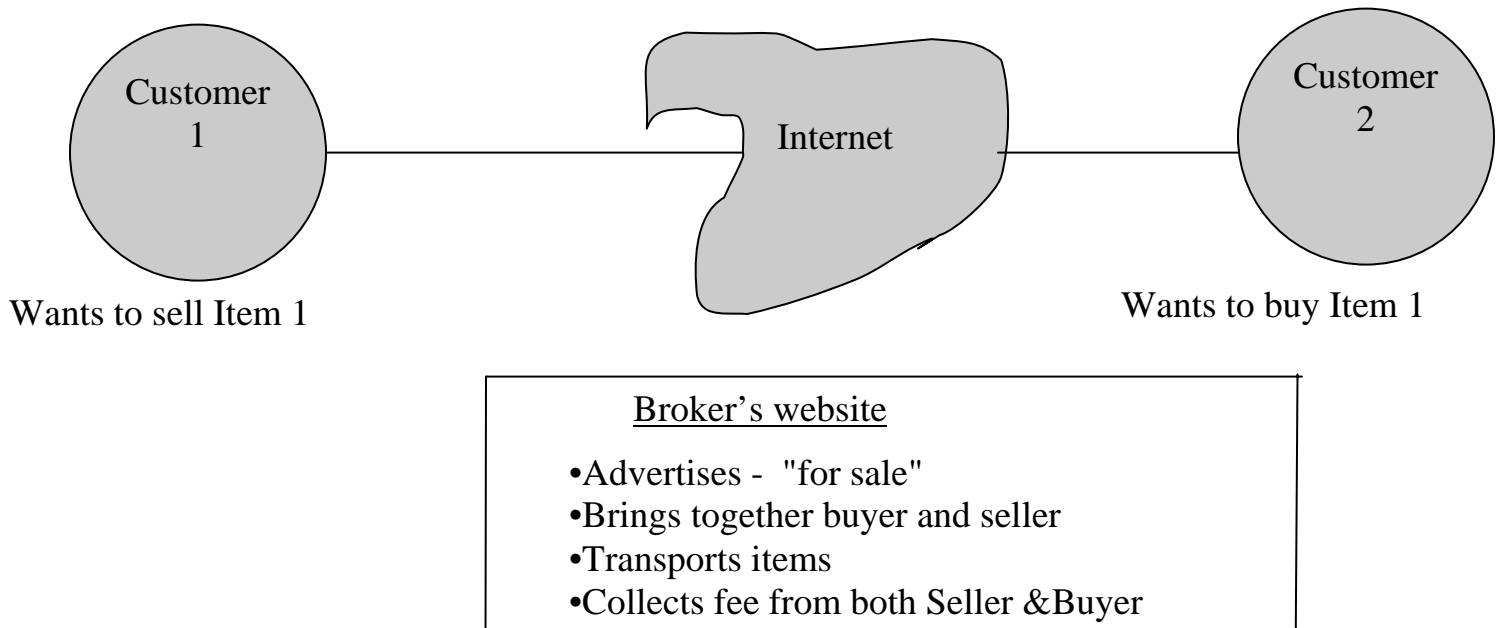 Customer
1
Internet
Customer
2
Wants to sell Item 1
Wants to buy Item 1
Broker’s website
•Advertises -  "for sale"
•Brings together buyer and seller
•Transports items
•Collects fee from both Seller &Buyer